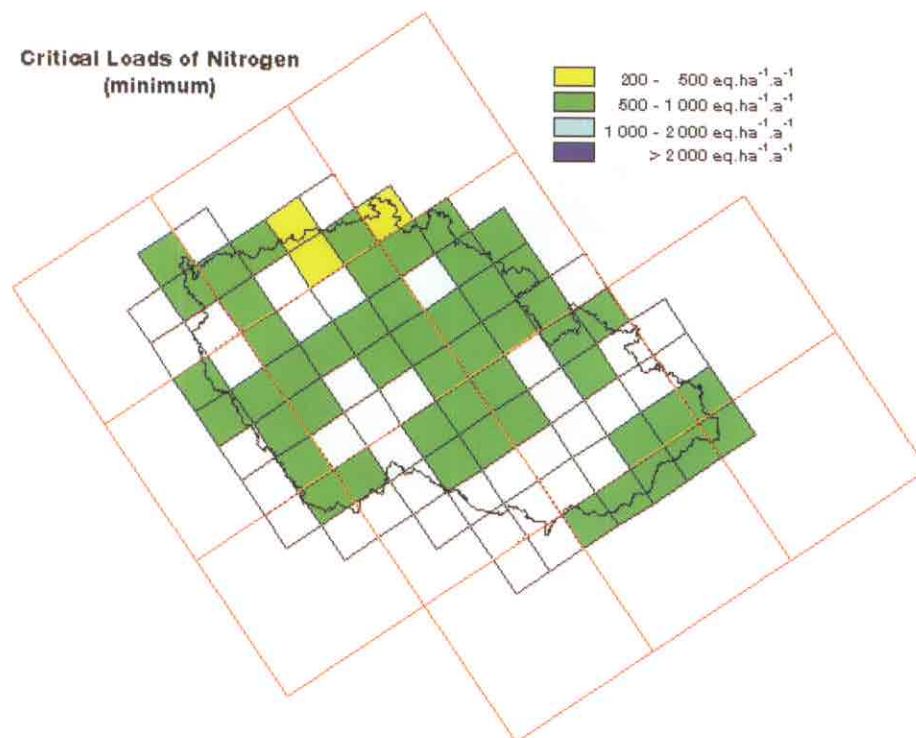 Critical Loads of Nitrogen
(minimum)
200 - 500 eq.ha⁻¹.a⁻¹
500 - 1 000 eq.ha⁻¹.a⁻¹
1 000 - 2 000 eq.ha⁻¹.a⁻¹
> 2 000 eq.ha⁻¹.a⁻¹